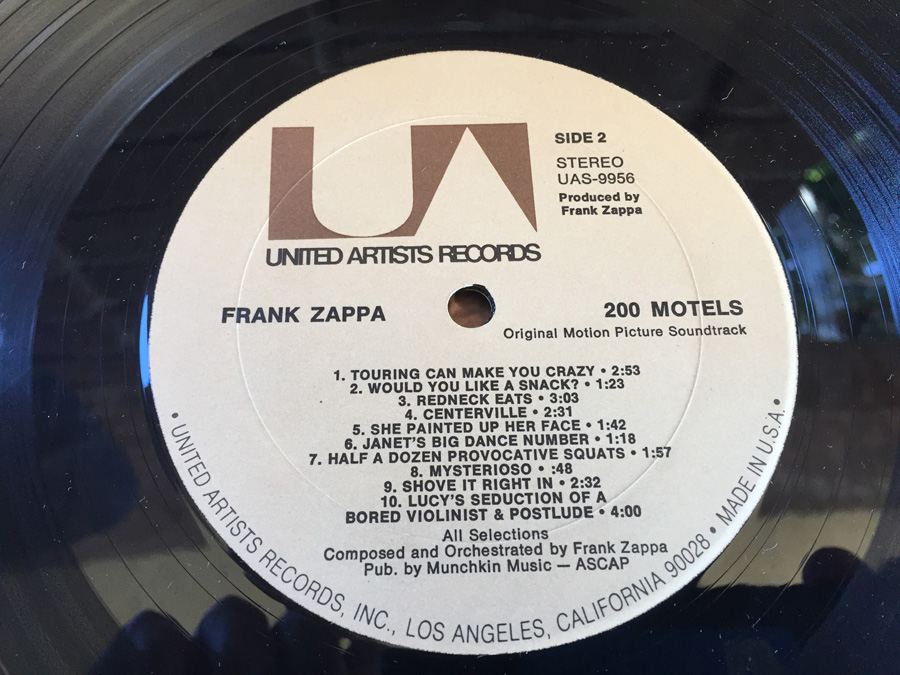 UA
UNITED ARTISTS RECORDS
SIDE 2
STEREO
UAS-9956
Produced by
Frank Zappa
FRANK ZAPPA
200 MOTELS
Original Motion Picture Soundtrack
1. TOURING CAN MAKE YOU CRAZY • 2:53
2. WOULD YOU LIKE A SNACK? • 1:23
3. REDNECK EATS • 3:03
4. CENTERVILLE • 2:31
5. SHE PAINTED UP HER FACE • 1:42
6. JANET'S BIG DANCE NUMBER • 1:18
7. HALF A DOZEN PROVOCATIVE SQUATS • 1:57
8. MYSTERIOSO • :48
9. SHOVE IT RIGHT IN • 2:32
10. LUCY'S SEDUCTION OF A
BORED VIOLINIST & POSTLUDE • 4:00
All Selections
Composed and Orchestrated by Frank Zappa
Pub. by Munchkin Music — ASCAP
• UNITED ARTISTS RECORDS, INC., LOS ANGELES, CALIFORNIA 90028 • MADE IN U.S.A. •